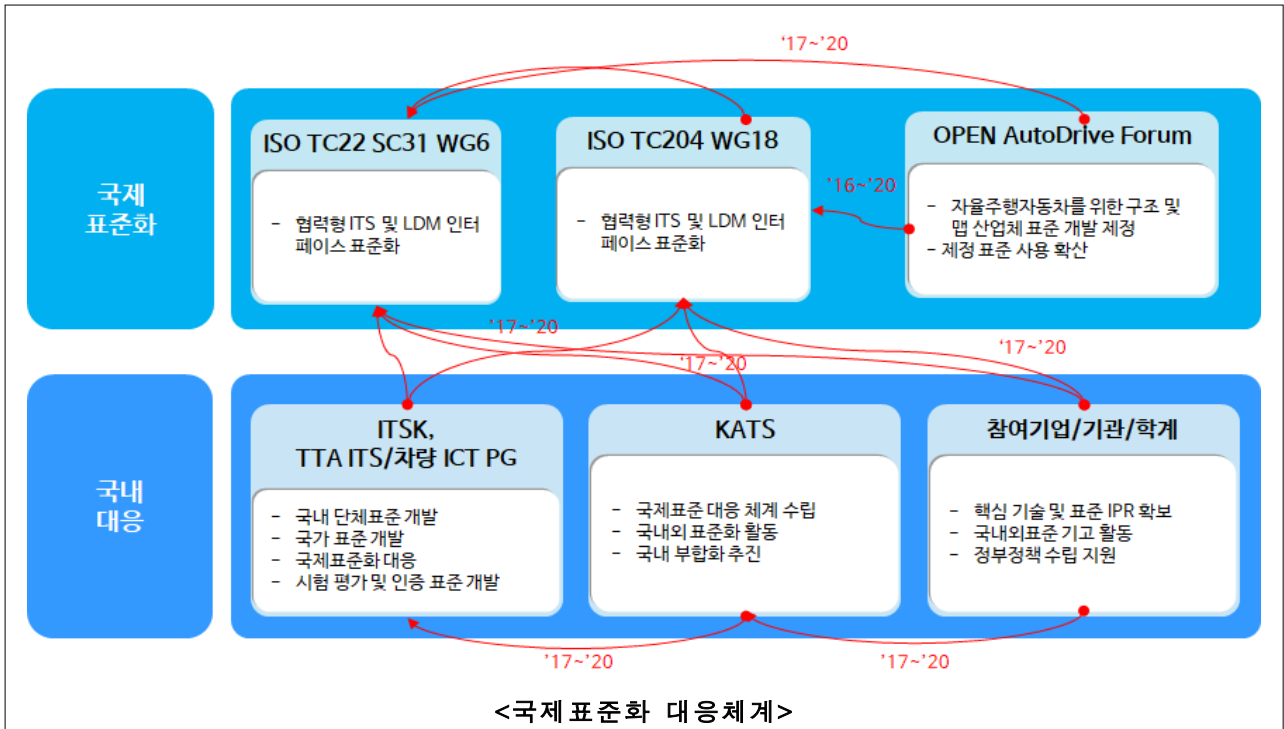 '17~'20
국제
표준화
ISO TC22 SC31 WG6
- 협력형 ITS 및 LDM 인터
페이스 표준화
ISO TC204 WG18
- 협력형 ITS 및 LDM 인터
페이스 표준화
'16~'20
OPEN AutoDrive Forum
- 자율주행자동차를 위한 구조 및
맵 산업체 표준 개발 제정
- 제정 표준 사용 확산
'17~'20
'17~'20
'17~'20
국내
대응
ITSK,
TTA ITS/차량 ICT PG
- 국내 단체표준 개발
- 국가 표준 개발
- 국제표준화 대응
- 시험 평가 및 인증 표준 개발
KATS
- 국제표준 대응 체계 수립
- 국내외 표준화 활동
- 국내 부합화 추진
참여기업/기관/학계
- 핵심 기술 및 표준 IPR 확보
- 국내외표준 기고 활동
- 정부정책 수립 지원
'17~'20
'17~'20
<국제표준화 대응체계>